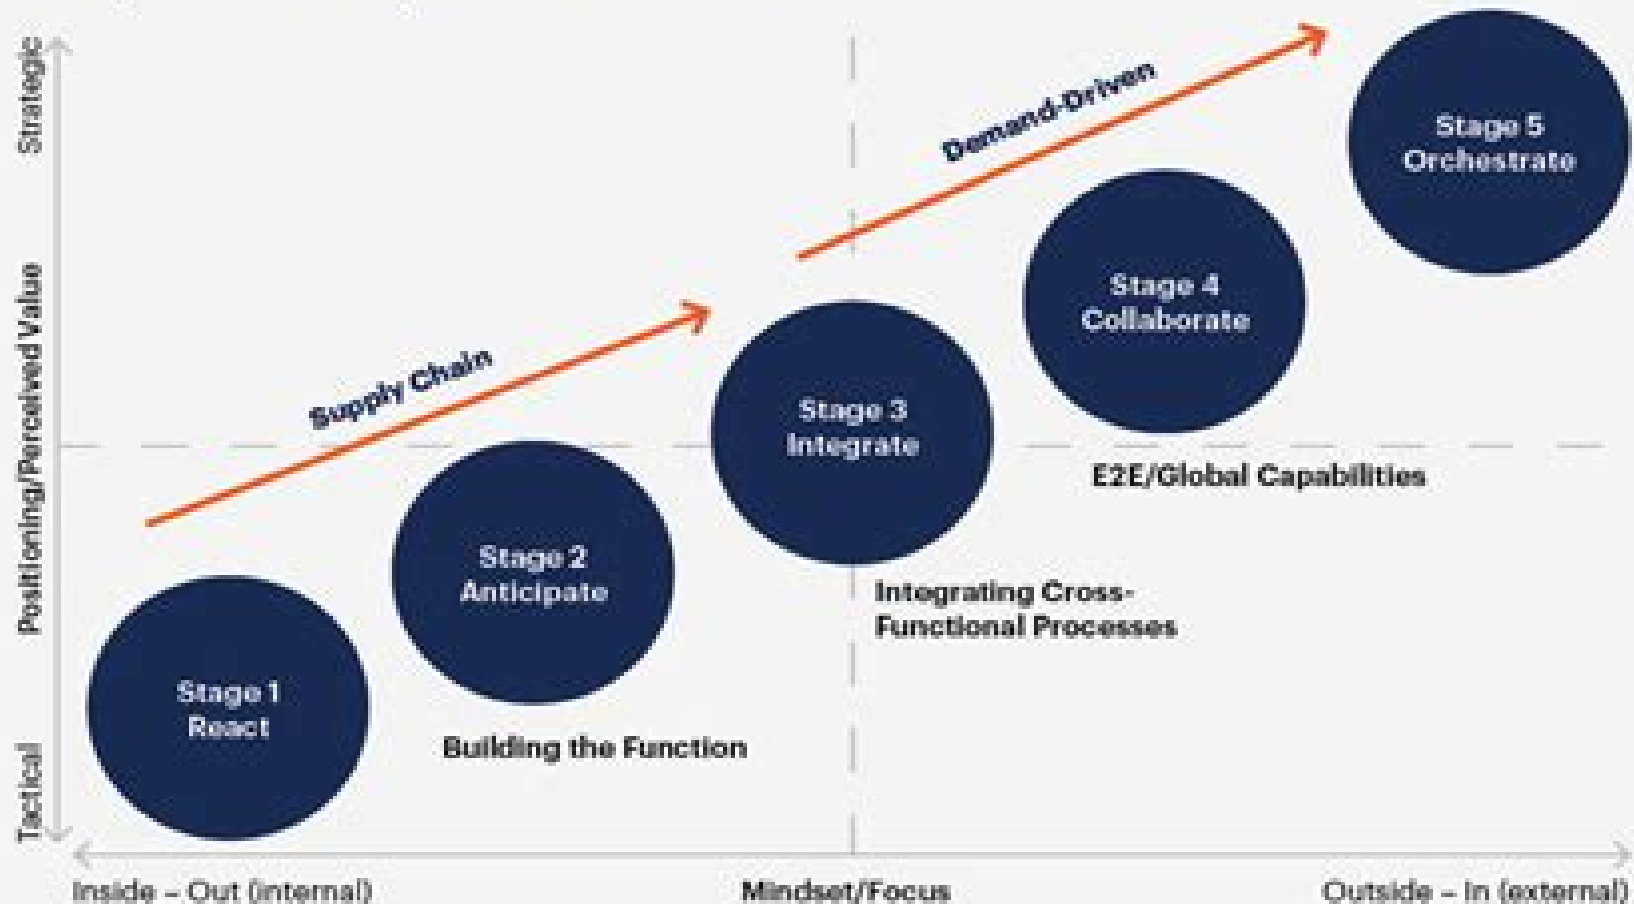 Strategic
Positioning/Perceived Value
Tactical
Supply Chain
Demand-Driven
Stage 1
React
Stage 2
Anticipate
Stage 3
Integrate
Stage 4
Collaborate
Stage 5
Orchestrate
Building the Function
Integrating Cross-
Functional Processes
E2E/Global Capabilities
Inside – Out (internal)
Mindset/Focus
Outside – In (external)